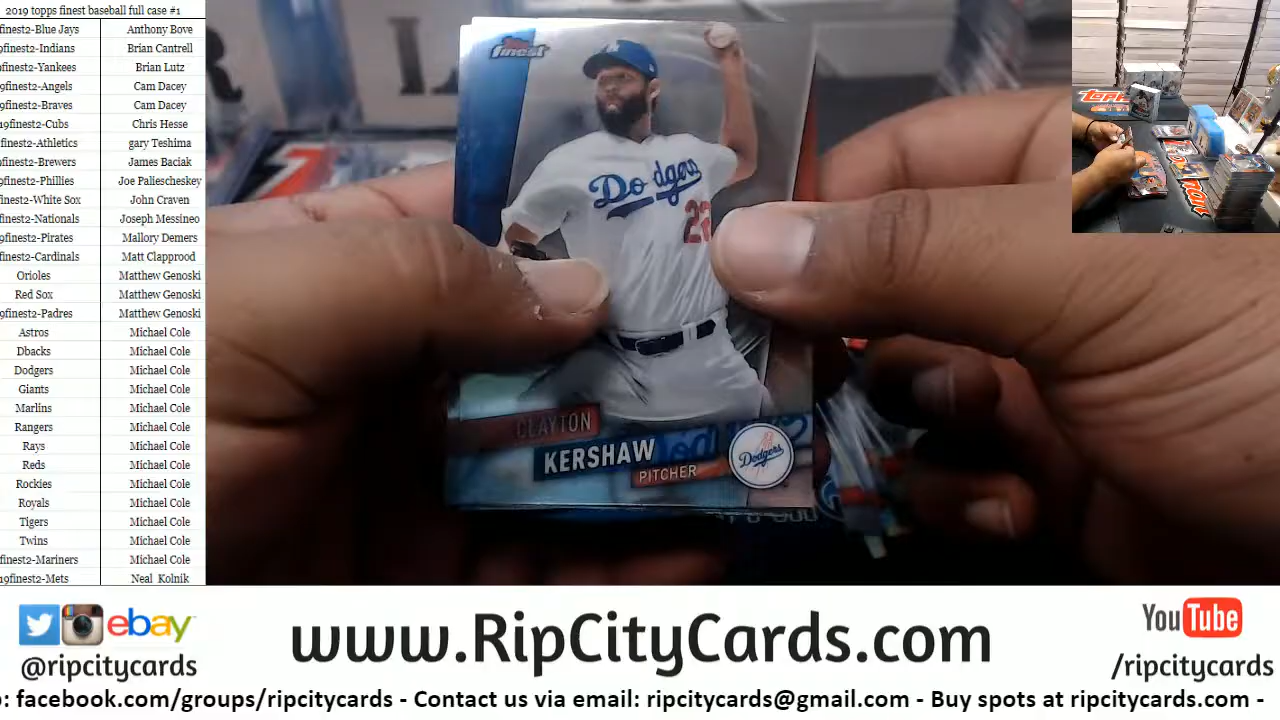 2019 topps finest baseball full case #1
finest-Blue Jays Anthony Bove
9finest2-Indians Brian Cantrell
9finest2-Yankees Brian Lutz
finest2-Angels Cam Dacey
finest2-Braves Cam Dacey
19finest2-Cubs Chris Hesse
finest2-Athletics gary Teshima
finest2-Brewers James Baciak
9finest2-Phillies Joe Paliescheskey
finest2-White Sox John Craven
finest2-Nationals Joseph Messineo
9finest2-Pirates Mallory Demers
finest2-Cardinals Matt Clapprood
Orioles Matthew Genoski
Red Sox Matthew Genoski
9finest2-Padres Matthew Genoski
Astros Michael Cole
Dbacks Michael Cole
Dodgers Michael Cole
Giants Michael Cole
Marlins Michael Cole
Rangers Michael Cole
Rays Michael Cole
Reds Michael Cole
Rockies Michael Cole
Royals Michael Cole
Tigers Michael Cole
Twins Michael Cole
finest2-Mariners Michael Cole
19finest2-Mets Neal Kolnik
Topps finest
Dodgers
22
CLAYTON
KERSHAW
PITCHER
Dodgers
TOPPS
ebay
@ripcitycards
www.RipCityCards.com
YouTube
/ripcitycards
: facebook.com/groups/ripcitycards - Contact us via email: ripcitycards@gmail.com - Buy spots at ripcitycards.com -